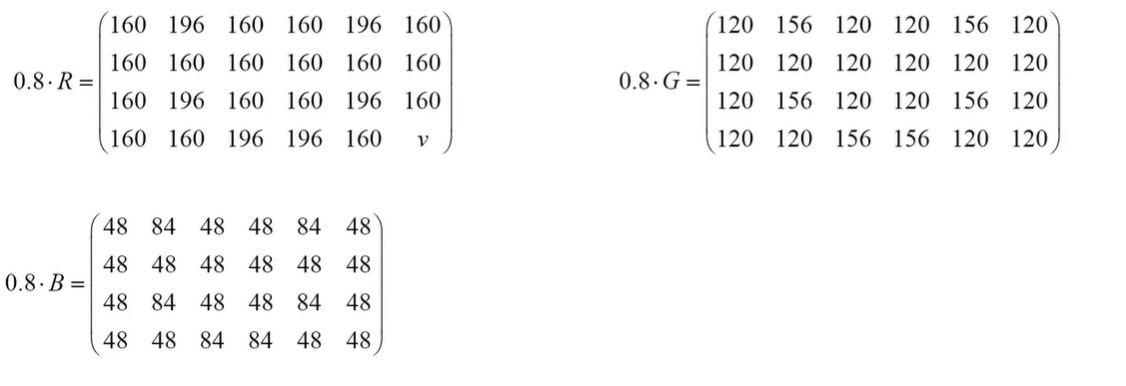 0.8 · R = (160 196 160 160 196 160
160 160 160 160 160 160
160 196 160 160 196 160
160 160 196 196 160 v)
0.8 · G = (120 156 120 120 156 120
120 120 120 120 120 120
120 156 120 120 156 120
120 120 156 156 120 120)
0.8 · B = (48 84 48 48 84 48
48 48 48 48 48 48
48 84 48 48 84 48
48 48 84 84 48 48)